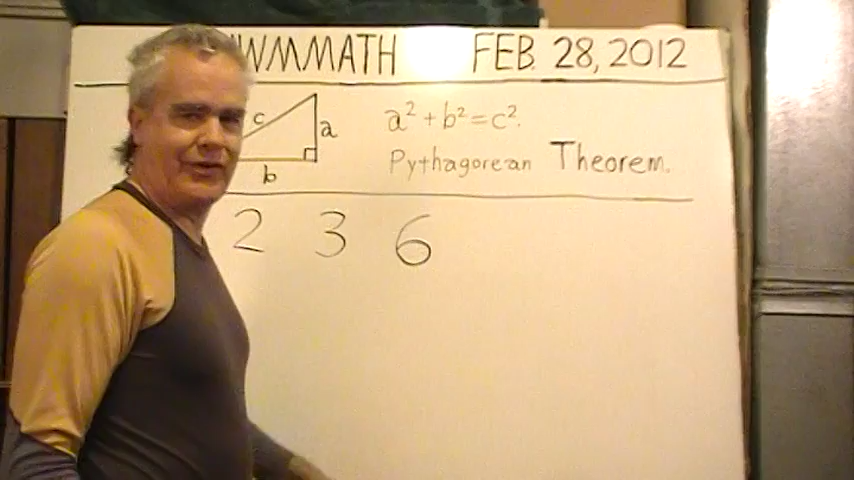 WMMATH FEB. 28, 2012
c
a
b
a² + b² = c².
Pythagorean Theorem.
2 3 6